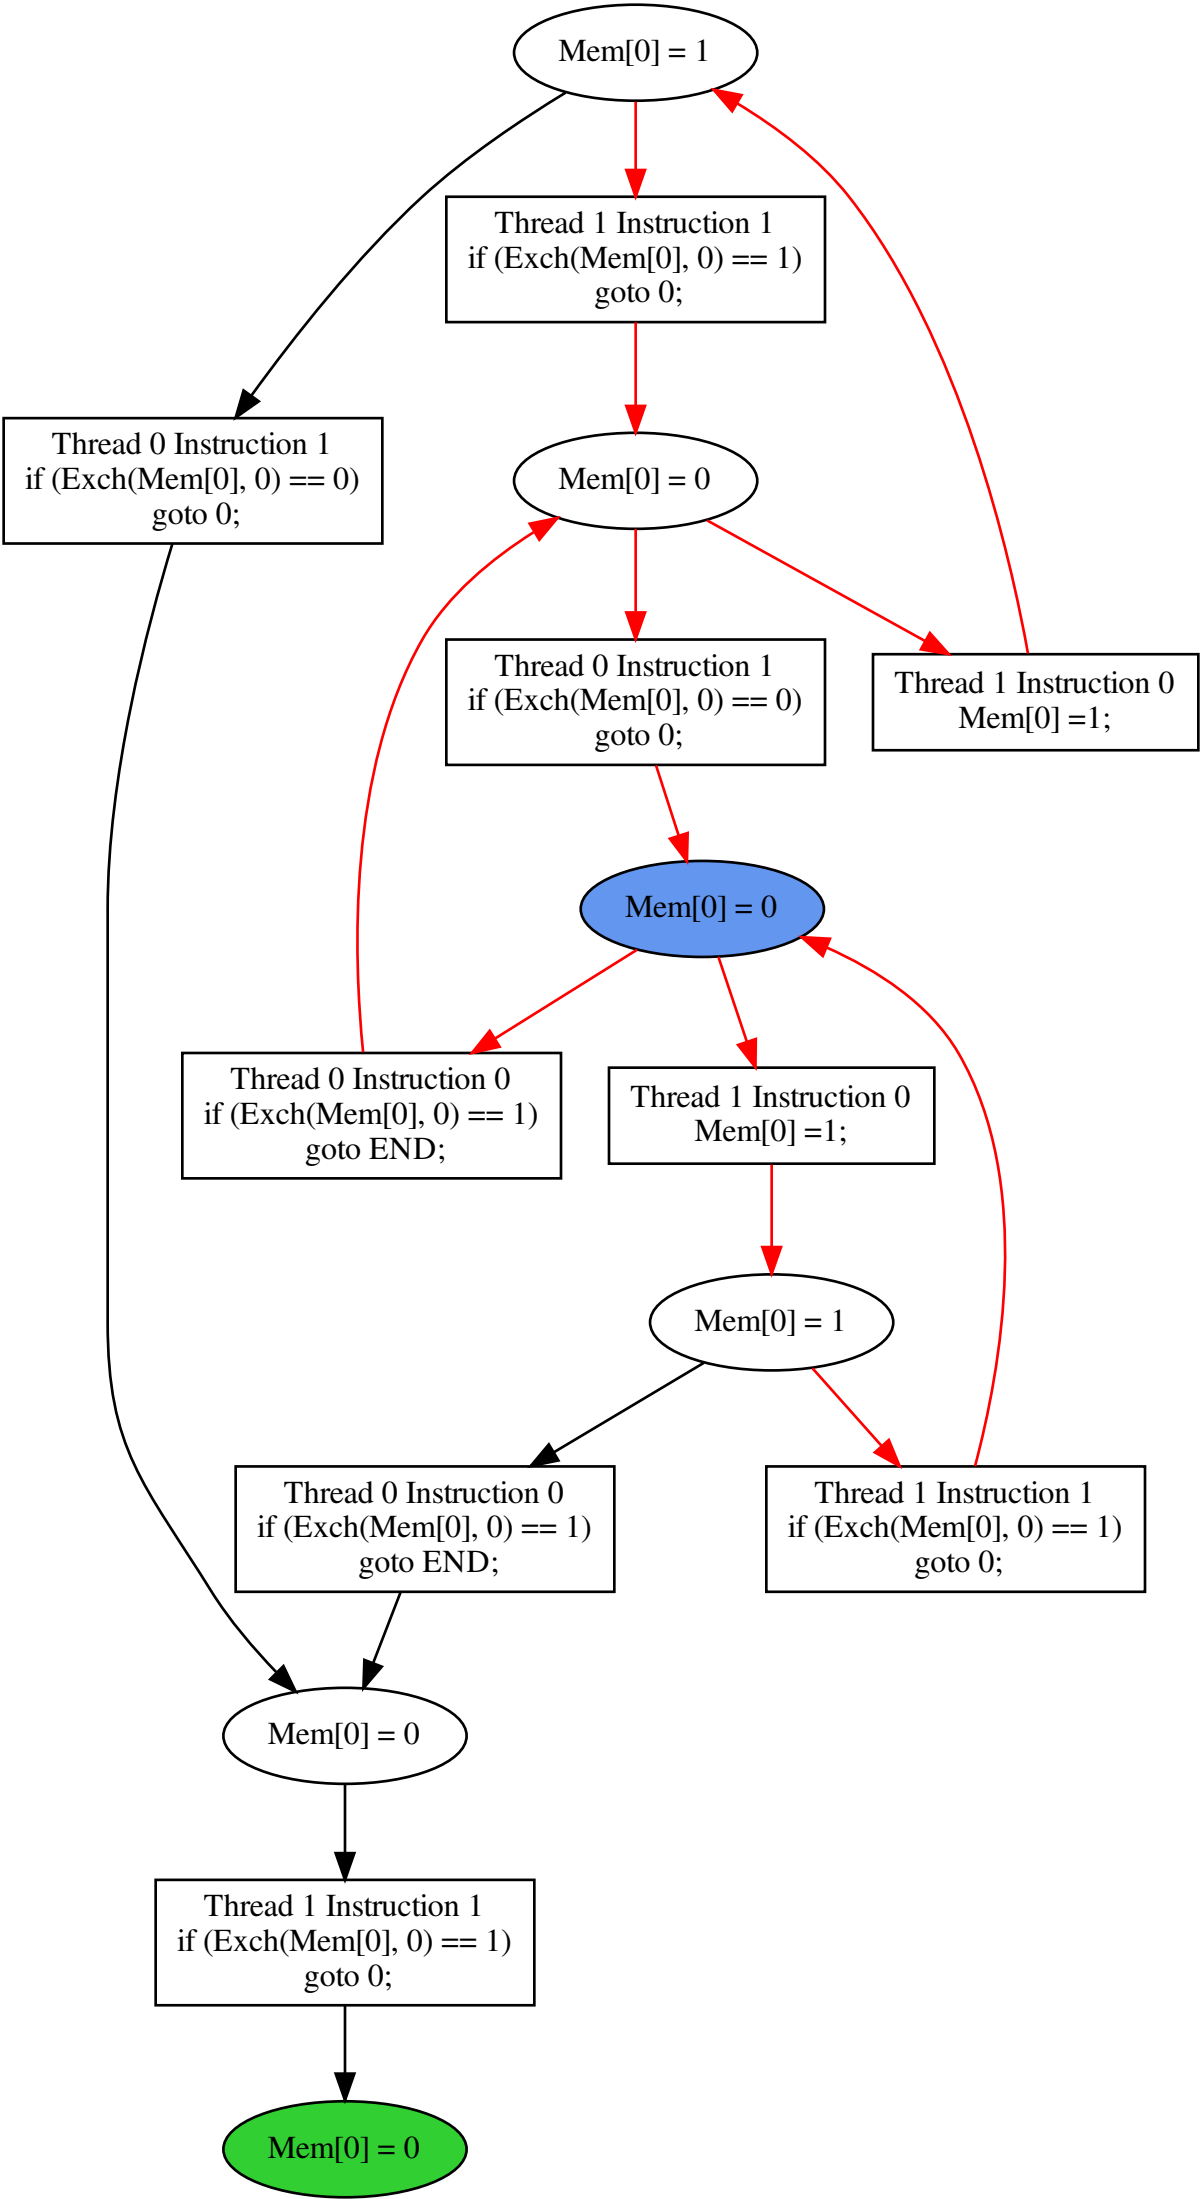 Mem[0] = 1
Thread 1 Instruction 1
if (Exch(Mem[0], 0) == 1)
goto 0;
Thread 0 Instruction 1
if (Exch(Mem[0], 0) == 0)
goto 0;
Mem[0] = 0
Thread 0 Instruction 1
if (Exch(Mem[0], 0) == 0)
goto 0;
Thread 1 Instruction 0
Mem[0] =1;
Mem[0] = 0
Thread 0 Instruction 0
if (Exch(Mem[0], 0) == 1)
goto END;
Thread 1 Instruction 0
Mem[0] =1;
Mem[0] = 1
Thread 0 Instruction 0
if (Exch(Mem[0], 0) == 1)
goto END;
Thread 1 Instruction 1
if (Exch(Mem[0], 0) == 1)
goto 0;
Mem[0] = 0
Thread 1 Instruction 1
if (Exch(Mem[0], 0) == 1)
goto 0;
Mem[0] = 0